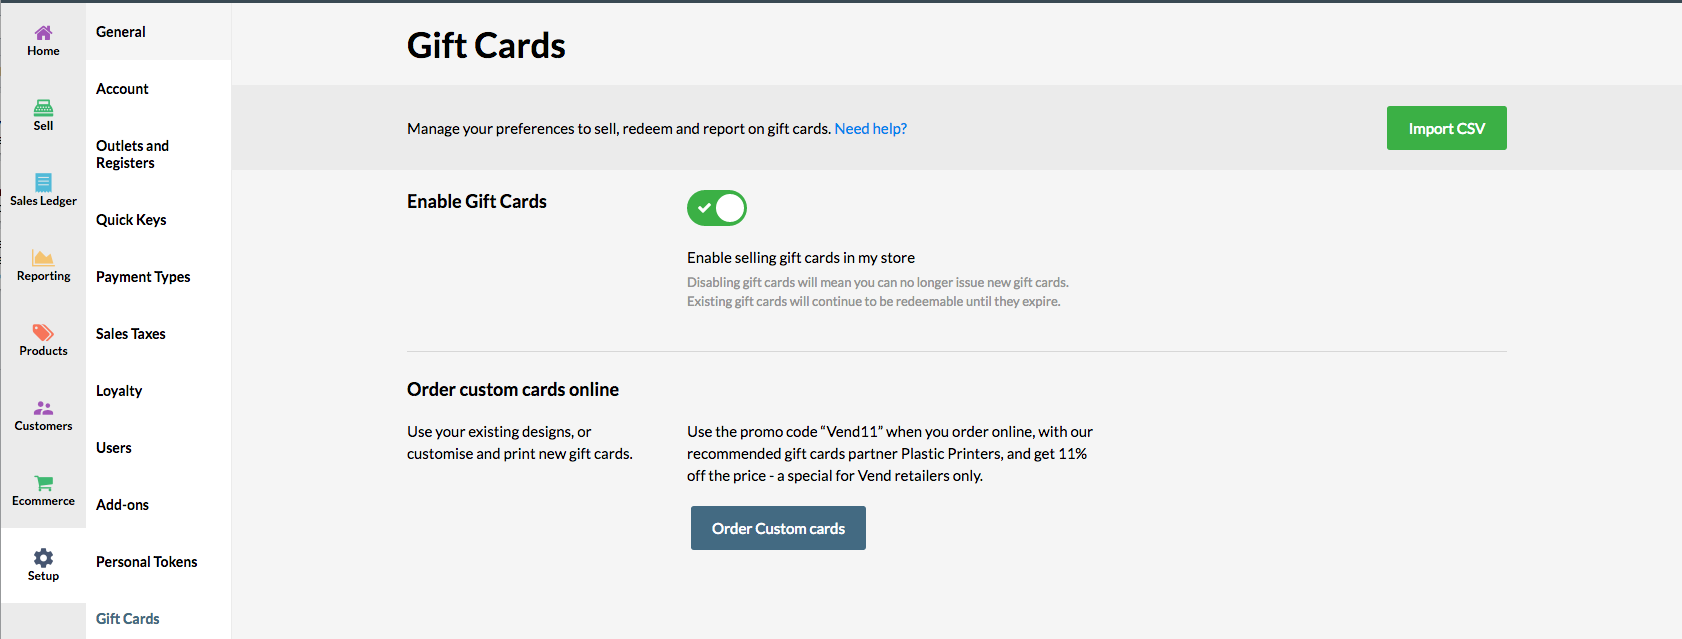 Home
Sell
Sales Ledger
Reporting
Products
Customers
Ecommerce
Setup
General
Account
Outlets and
Registers
Quick Keys
Payment Types
Sales Taxes
Loyalty
Users
Add-ons
Personal Tokens
Gift Cards
Gift Cards
Manage your preferences to sell, redeem and report on gift cards. Need help?
Import CSV
Enable Gift Cards
Enable selling gift cards in my store
Disabling gift cards will mean you can no longer issue new gift cards.
Existing gift cards will continue to be redeemable until they expire.
Order custom cards online
Use your existing designs, or
customise and print new gift cards.
Use the promo code “Vend11” when you order online, with our
recommended gift cards partner Plastic Printers, and get 11%
off the price - a special for Vend retailers only.
Order Custom cards